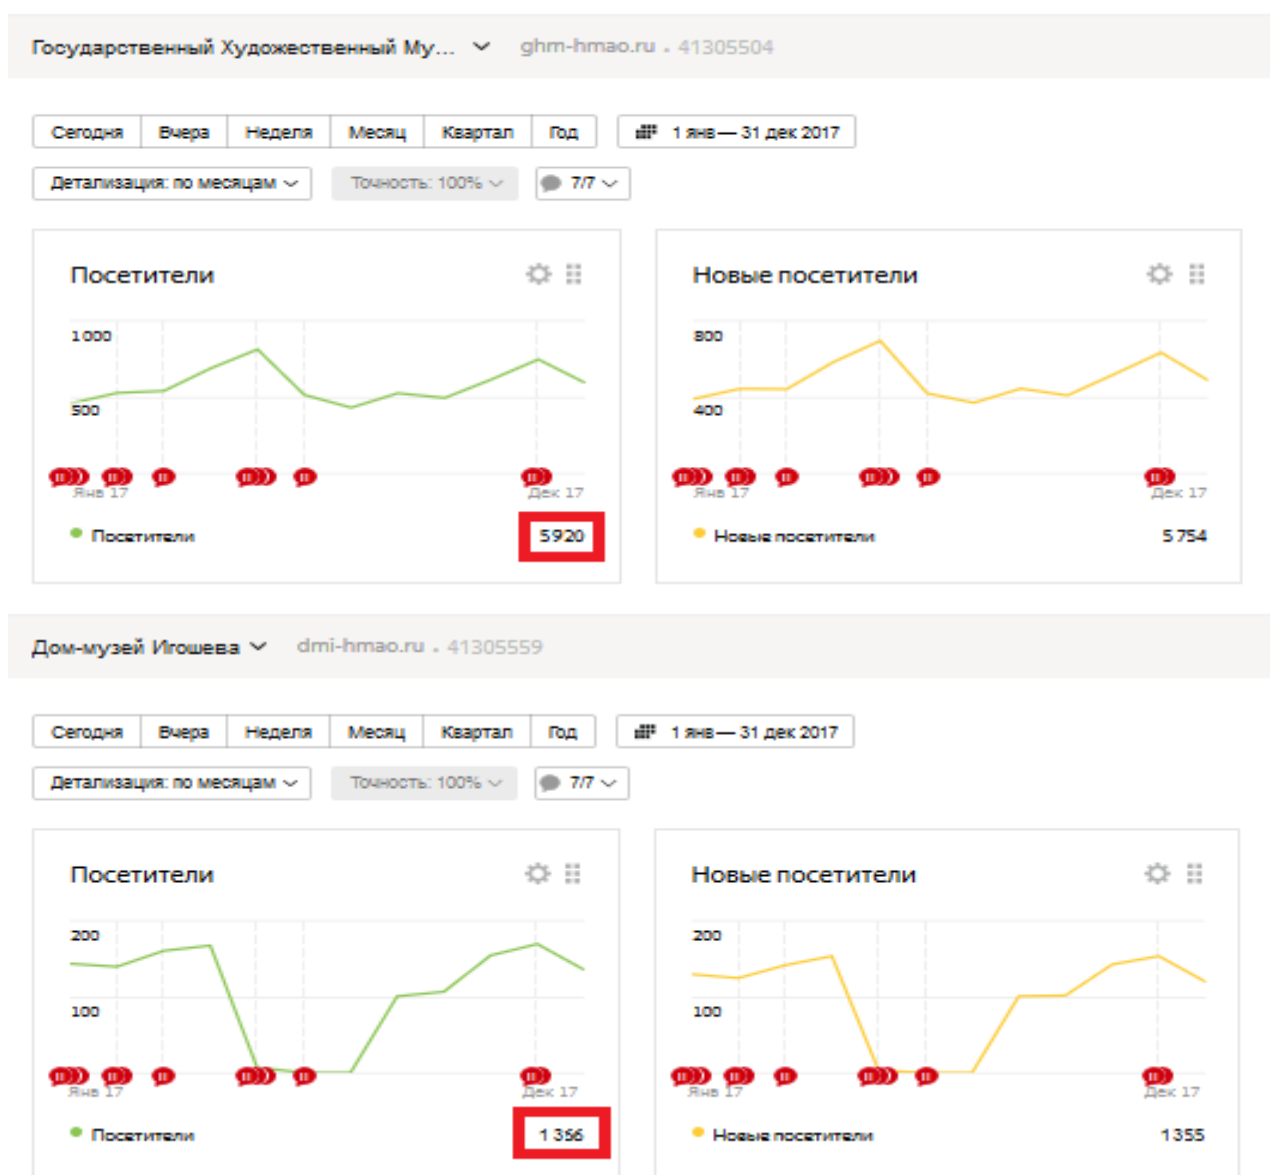 Государственный Художественный Му... ghm-hmao.ru . 41305504
Сегодня Вчера Неделя Месяц Квартал Год 1 янв — 31 дек 2017
Детализация: по месяцам Точность: 100% 7/7
Посетители Новые посетители
1 000 800
500 400
Янв 17 Дек 17 Янв 17 Дек 17
Посетители 5 920 Новые посетители 5 754
Дом-музей Игошева dmi-hmao.ru . 41305559
Сегодня Вчера Неделя Месяц Квартал Год 1 янв — 31 дек 2017
Детализация: по месяцам Точность: 100% 7/7
Посетители Новые посетители
200 200
100 100
Янв 17 Дек 17 Янв 17 Дек 17
Посетители 1 366 Новые посетители 1 355